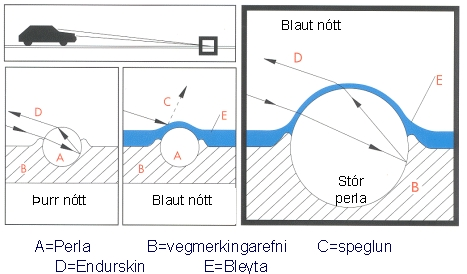 Blaut nótt
D
E
B
Stór
perla
D
A
B
Þurr nótt
C
E
A
B
Blaut nótt
A=Perla B=vegmerkingarefni C=speglun
D=Endurskin E=Bleyta